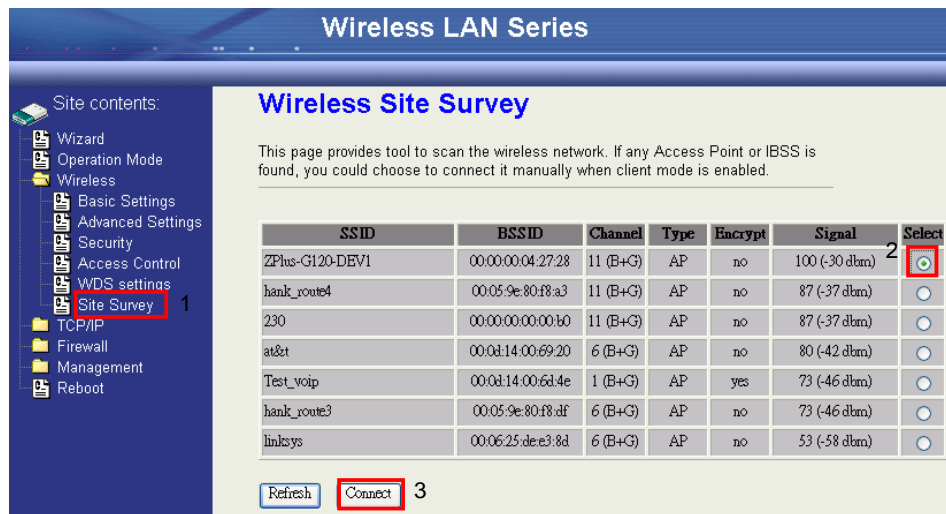 Wireless LAN Series
Site contents:
Wizard
Operation Mode
Wireless
Basic Settings
Advanced Settings
Security
Access Control
WDS settings
Site Survey 1
TCP/IP
Firewall
Management
Reboot
Wireless Site Survey
This page provides tool to scan the wireless network. If any Access Point or IBSS is
found, you could choose to connect it manually when client mode is enabled.
SSID BSSID Channel Type Encrypt Signal Select
ZPlus-G120-DEV1 00:00:00:04:27:28 11 (B+G) AP no 100 (-30 dbm) 2
hank_route4 00:05:9e:80:f8:a3 11 (B+G) AP no 87 (-37 dbm)
230 00:00:00:00:00:b0 11 (B+G) AP no 87 (-37 dbm)
at&t 00:0d:14:00:69:20 6 (B+G) AP no 80 (-42 dbm)
Test_voip 00:0d:14:00:6d:4e 1 (B+G) AP yes 73 (-46 dbm)
hank_route3 00:05:9e:80:f8:df 6 (B+G) AP no 73 (-46 dbm)
linksys 00:06:25:de:e3:8d 6 (B+G) AP no 53 (-58 dbm)
Refresh Connect 3